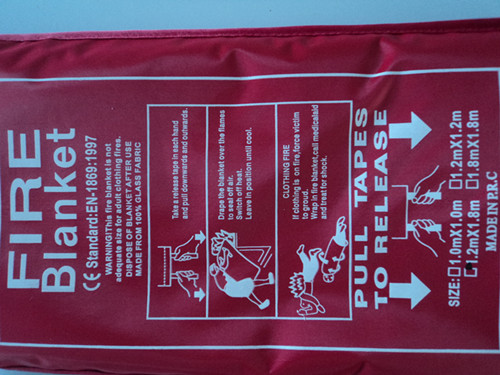 FIRE
Blanket
CE Standard:EN-1869:1997
WARNING!This fire blanket is not
adequate size for adult clothing fires.
DISPOSE OF BLANKET AFTER USE
MADE FROM 100% GLASS FABRIC
Take a release tape in each hand
and pull downwards and outwards.
Drape the blanket over the flames
to seal off air.
Switch off heat.
Leave in position until cool.
CLOTHING FIRE
If clothing is on fire,force victim
to groud.
Wrap in fire blanket,call medicalaid
and treat for shock.
PULL TAPES
TO RELEASE
SIZE: 1.0mX1.0m 1.2mX1.2m
1.2mX1.8m 1.8mX1.8m
MADE IN P.R.C